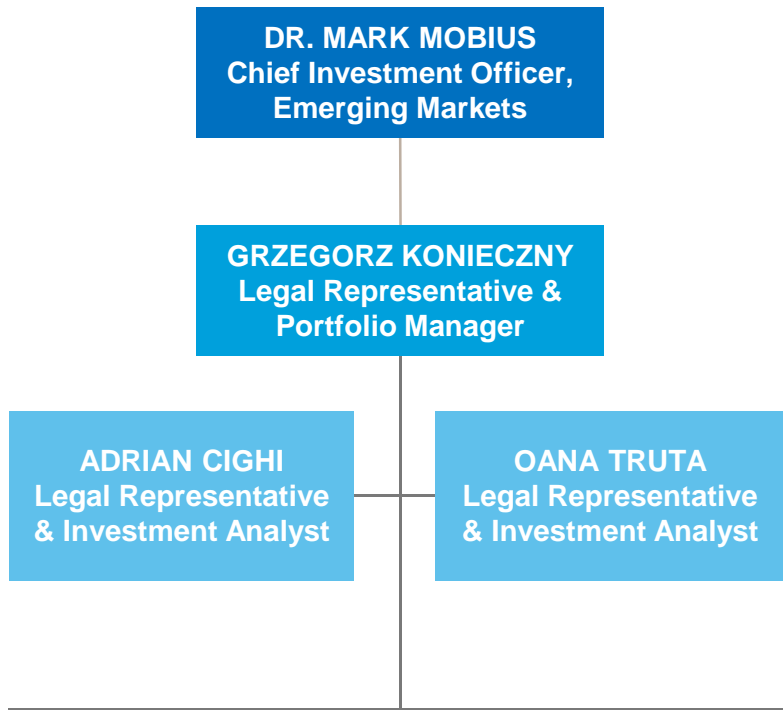 DR. MARK MOBIUS
Chief Investment Officer,
Emerging Markets
GRZEGORZ KONIECZNY
Legal Representative &
Portfolio Manager
ADRIAN CIGHI
Legal Representative
& Investment Analyst
OANA TRUTA
Legal Representative
& Investment Analyst